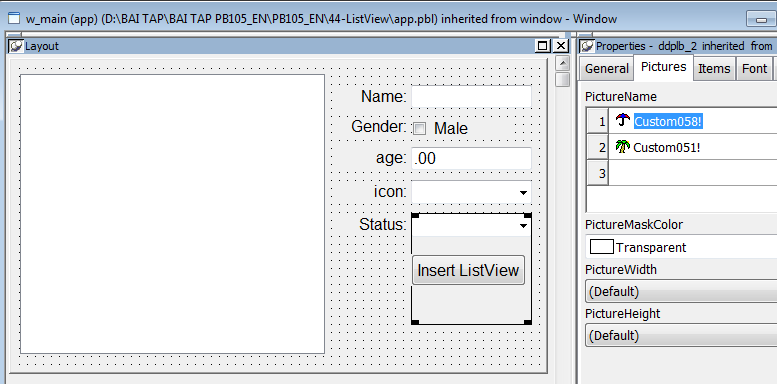 w_main (app) (D:\BAI TAP\BAI TAP PB105_EN\PB105_EN\44-ListView\app.pbl) inherited from window - Window
Layout
Name:
Gender: Male
age: .00
icon:
Status:
Insert ListView
Properties - ddplb_2 inherited from
General Pictures Items Font
PictureName
1 Custom058!
2 Custom051!
3
PictureMaskColor
Transparent
PictureWidth
(Default)
PictureHeight
(Default)